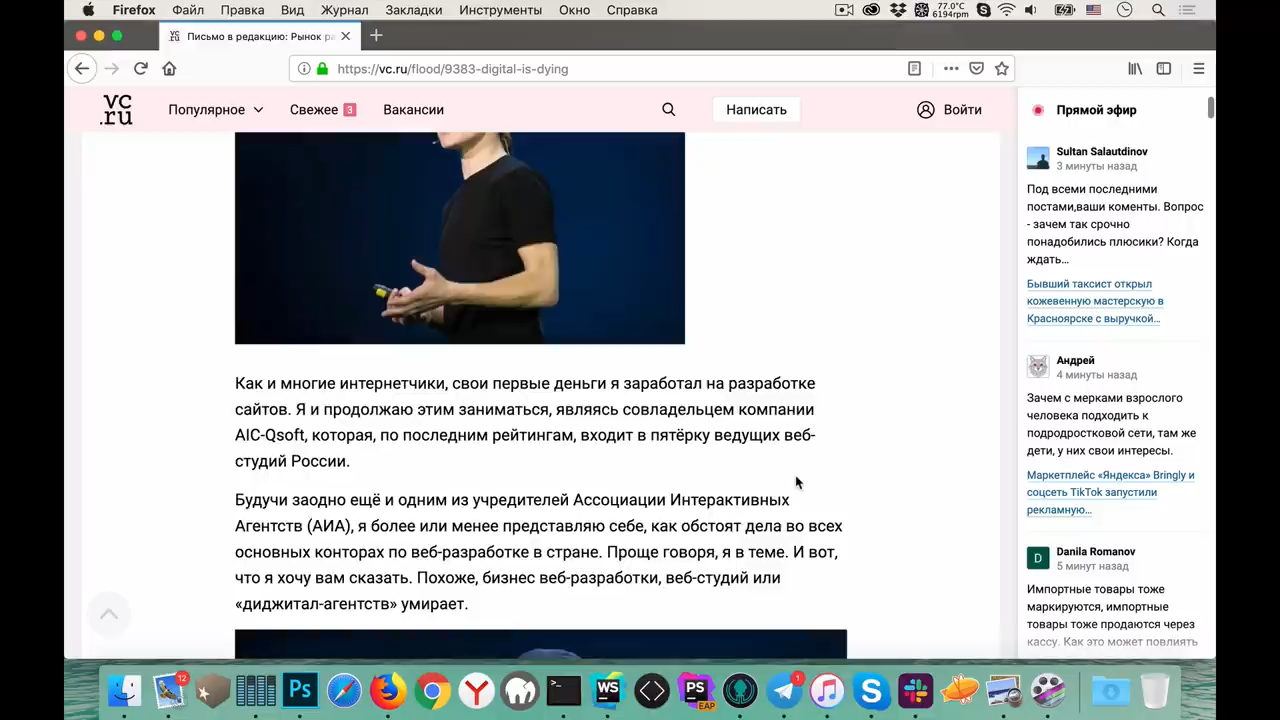 Firefox Файл Правка Вид Журнал Закладки Инструменты Окно Справка
77.0°C
6194rpm
VC
RU
Письмо в редакцию: Рынок ра
https://vc.ru/flood/9383-digital-is-dying
vc
.ru
Популярное
Свежее 3
Вакансии
Написать
Войти
Как и многие интернетчики, свои первые деньги я заработал на разработке
сайтов. Я и продолжаю этим заниматься, являясь совладельцем компании
AIC-Qsoft, которая, по последним рейтингам, входит в пятёрку ведущих веб-
студий России.
Будучи заодно ещё и одним из учредителей Ассоциации Интерактивных
Агентств (АИА), я более или менее представляю себе, как обстоят дела во всех
основных конторах по веб-разработке в стране. Проще говоря, я в теме. И вот,
что я хочу вам сказать. Похоже, бизнес веб-разработки, веб-студий или
«диджитал-агентств» умирает.
Прямой эфир
Sultan Salautdinov
3 минуты назад
Под всеми последними
постами,ваши коменты. Вопрос
- зачем так срочно
понадобились плюсики? Когда
ждать…
Бывший таксист открыл
кожевенную мастерскую в
Красноярске с выручкой…
Андрей
4 минуты назад
Зачем с мерками взрослого
человека подходить к
подродростковой сети, там же
дети, у них свои интересы.
Маркетплейс «Яндекса» Bringly и
соцсеть TikTok запустили
рекламную…
D
Danila Romanov
5 минут назад
Импортные товары тоже
маркируются, импортные
товары тоже продаются через
кассу. Как это может повлиять
12
Ps
Y
WS
PS
EAP
1
S